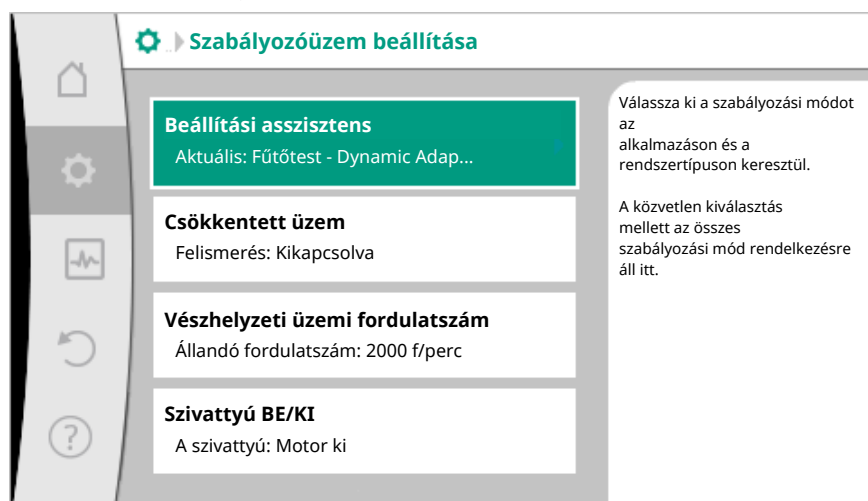 Szabályozóüzem beállítása
Beállítási asszisztens
Aktuális: Fűtőtest - Dynamic Adap...
Csökkentett üzem
Felismerés: Kikapcsolva
Vészhelyzeti üzemi fordulatszám
Állandó fordulatszám: 2000 f/perc
Szivattyú BE/KI
A szivattyú: Motor ki
Válassza ki a szabályozási módot
az
alkalmazáson és a
rendszertípuson keresztül.
A közvetlen kiválasztás
mellett az összes
szabályozási mód rendelkezésre
áll itt.